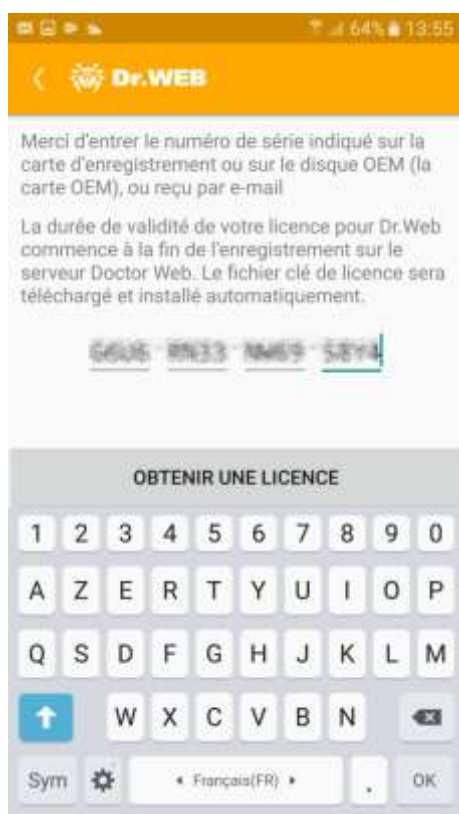 64% 13:55
Dr.WEB
Merci d'entrer le numéro de série indiqué sur la
carte d'enregistrement ou sur le disque OEM (la
carte OEM), ou reçu par e-mail
La durée de validité de votre licence pour Dr.Web
commence à la fin de l'enregistrement sur le
serveur Doctor Web. Le fichier clé de licence sera
téléchargé et installé automatiquement.
OBTENIR UNE LICENCE
1 2 3 4 5 6 7 8 9 0
A Z E R T Y U I O P
Q S D F G H J K L M
W X C V B N
Sym Français(FR) . OK